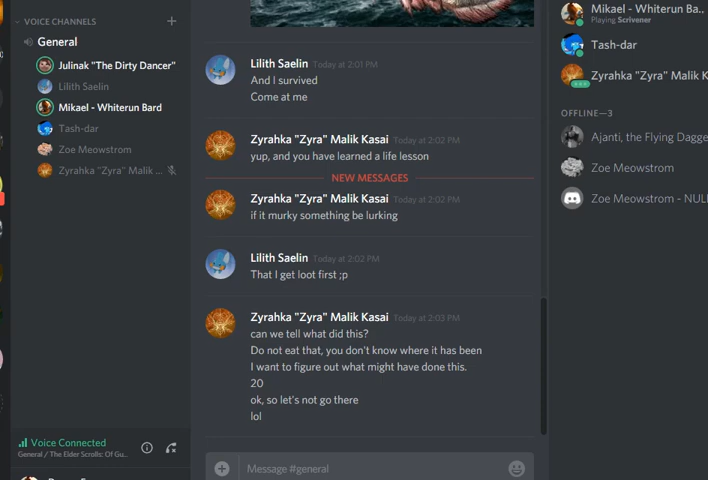 VOICE CHANNELS
General
Julinak "The Dirty Dancer"
Lilith Saelin
Mikael - Whiterun Bard
Tash-dar
Zoe Meowstrom
Zyrahka "Zyra" Malik ...
Voice Connected
General / The Elder Scrolls: Of Gu...
Lilith Saelin Today at 2:01 PM
And I survived
Come at me
Zyrahka "Zyra" Malik Kasai Today at 2:02 PM
yup, and you have learned a life lesson
NEW MESSAGES
Zyrahka "Zyra" Malik Kasai Today at 2:02 PM
if it murky something be lurking
Lilith Saelin Today at 2:02 PM
That I get loot first ;p
Zyrahka "Zyra" Malik Kasai Today at 2:03 PM
can we tell what did this?
Do not eat that, you don't know where it has been
I want to figure out what might have done this.
20
ok, so let's not go there
lol
Message #general
Mikael - Whiterun Ba..
Playing Scrivener
Tash-dar
Zyrahka "Zyra" Malik K
OFFLINE—3
Ajanti, the Flying Dagge
Zoe Meowstrom
Zoe Meowstrom - NUL